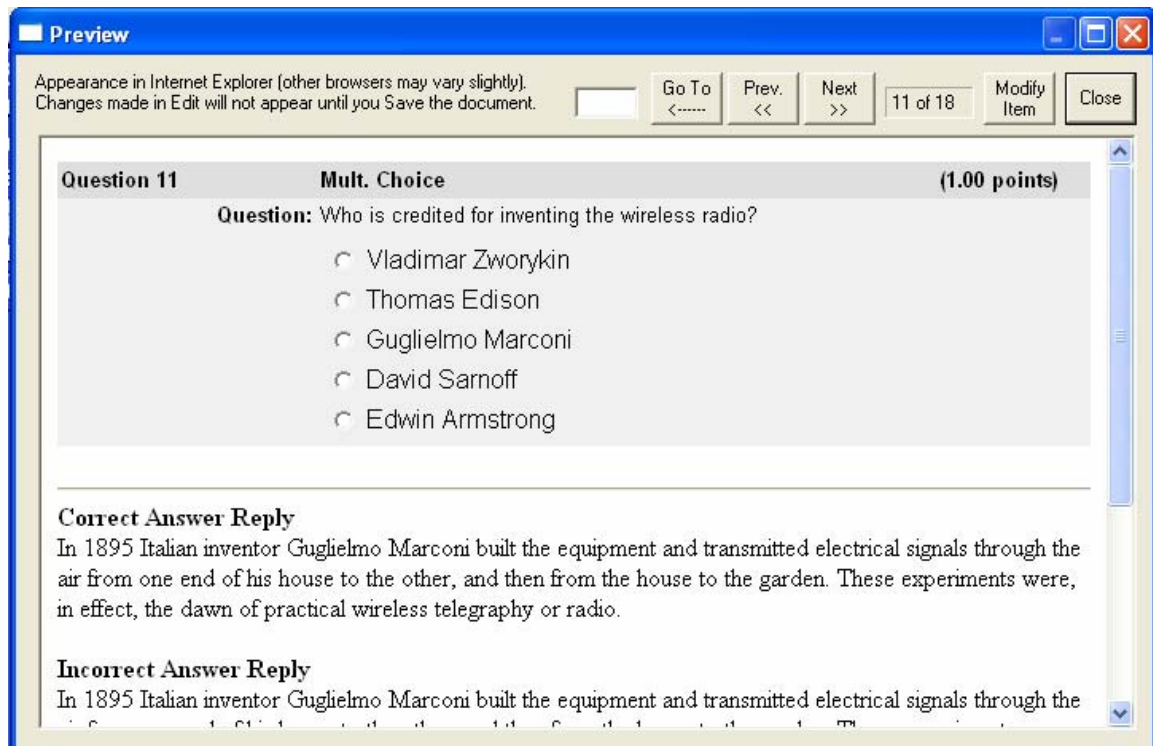 Preview
Appearance in Internet Explorer (other browsers may vary slightly).
Changes made in Edit will not appear until you Save the document.
Go To
<------
Prev.
<<
Next
>>
11 of 18
Modify
Item
Close
Question 11 Mult. Choice (1.00 points)
Question: Who is credited for inventing the wireless radio?
Vladimar Zworykin
Thomas Edison
Guglielmo Marconi
David Sarnoff
Edwin Armstrong
Correct Answer Reply
In 1895 Italian inventor Guglielmo Marconi built the equipment and transmitted electrical signals through the
air from one end of his house to the other, and then from the house to the garden. These experiments were,
in effect, the dawn of practical wireless telegraphy or radio.
Incorrect Answer Reply
In 1895 Italian inventor Guglielmo Marconi built the equipment and transmitted electrical signals through the